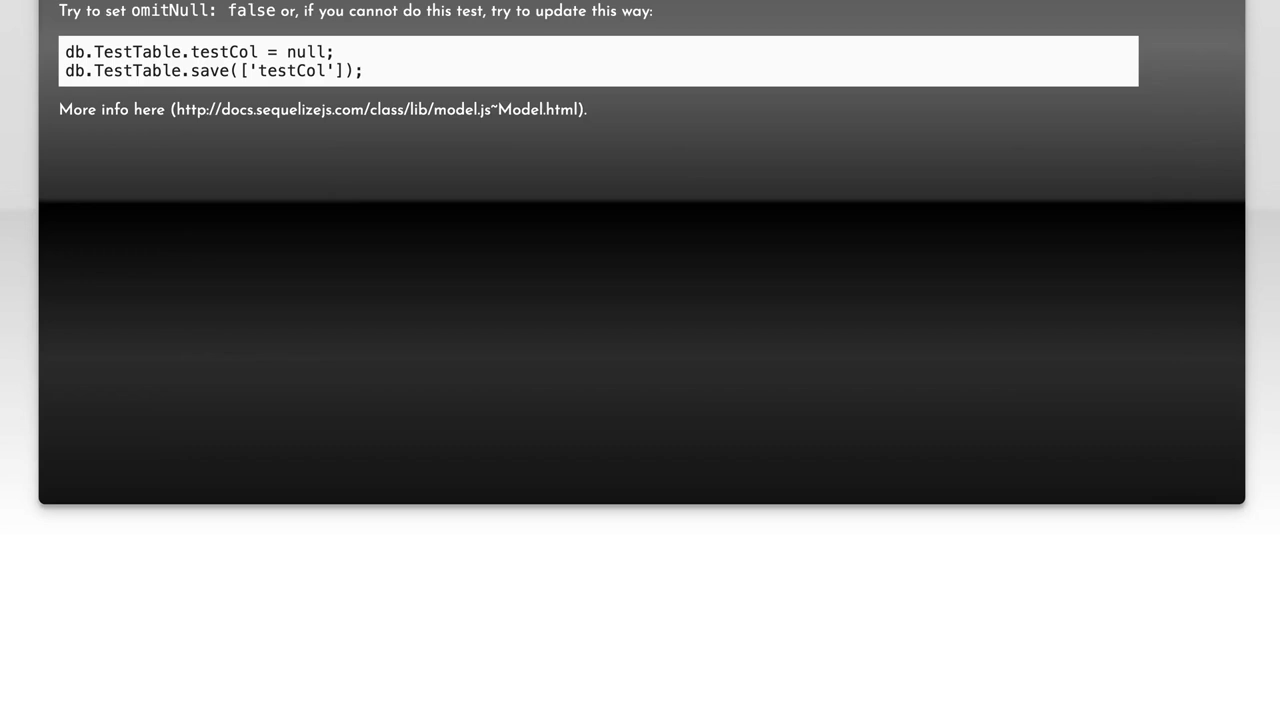 Try to set omitNull: false or, if you cannot do this test, try to update this way:
db.TestTable.testCol = null;
db.TestTable.save(['testCol']);
More info here (http://docs.sequelizejs.com/class/lib/model.js~Model.html).